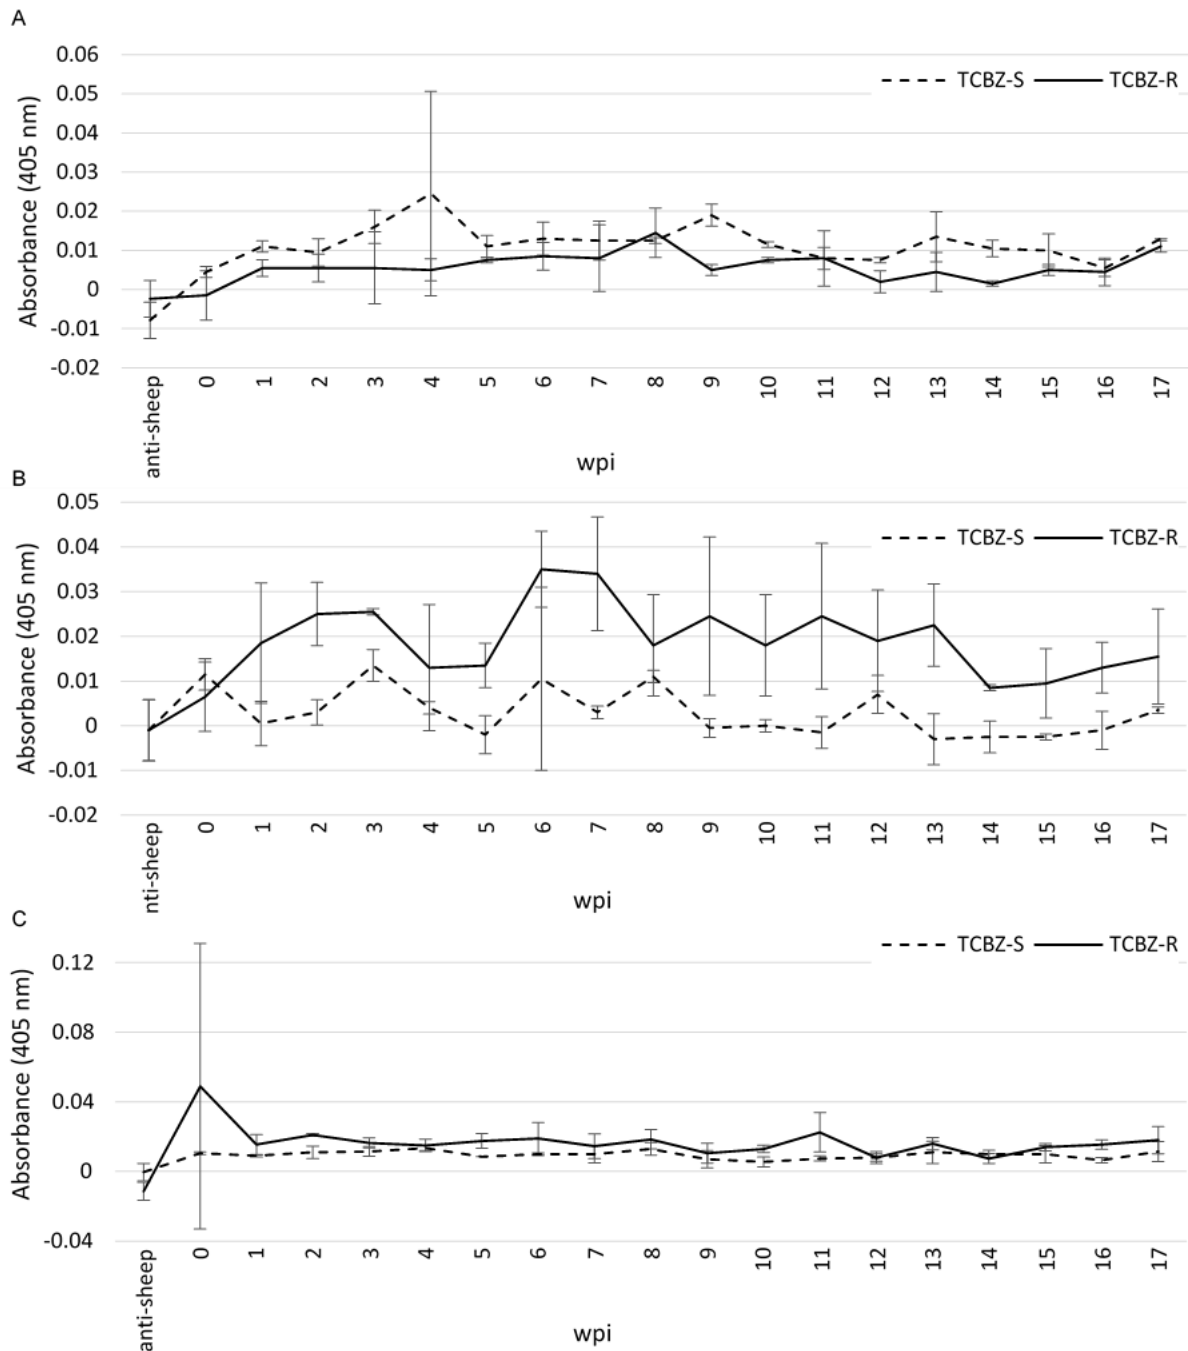 A
0.06
TCBZ-S TCBZ-R
0.05
0.04
0.03
0.02
0.01
0
-0.01
-0.02
Absorbance (405 nm)
anti-sheep 0 1 2 3 4 5 6 7 8 9 10 11 12 13 14 15 16 17
wpi
B
0.05
TCBZ-S TCBZ-R
0.04
0.03
0.02
0.01
0
-0.01
-0.02
Absorbance (405 nm)
nti-sheep 0 1 2 3 4 5 6 7 8 9 10 11 12 13 14 15 16 17
wpi
C
TCBZ-S TCBZ-R
0.12
0.08
0.04
0
-0.04
Absorbance (405 nm)
anti-sheep 0 1 2 3 4 5 6 7 8 9 10 11 12 13 14 15 16 17
wpi